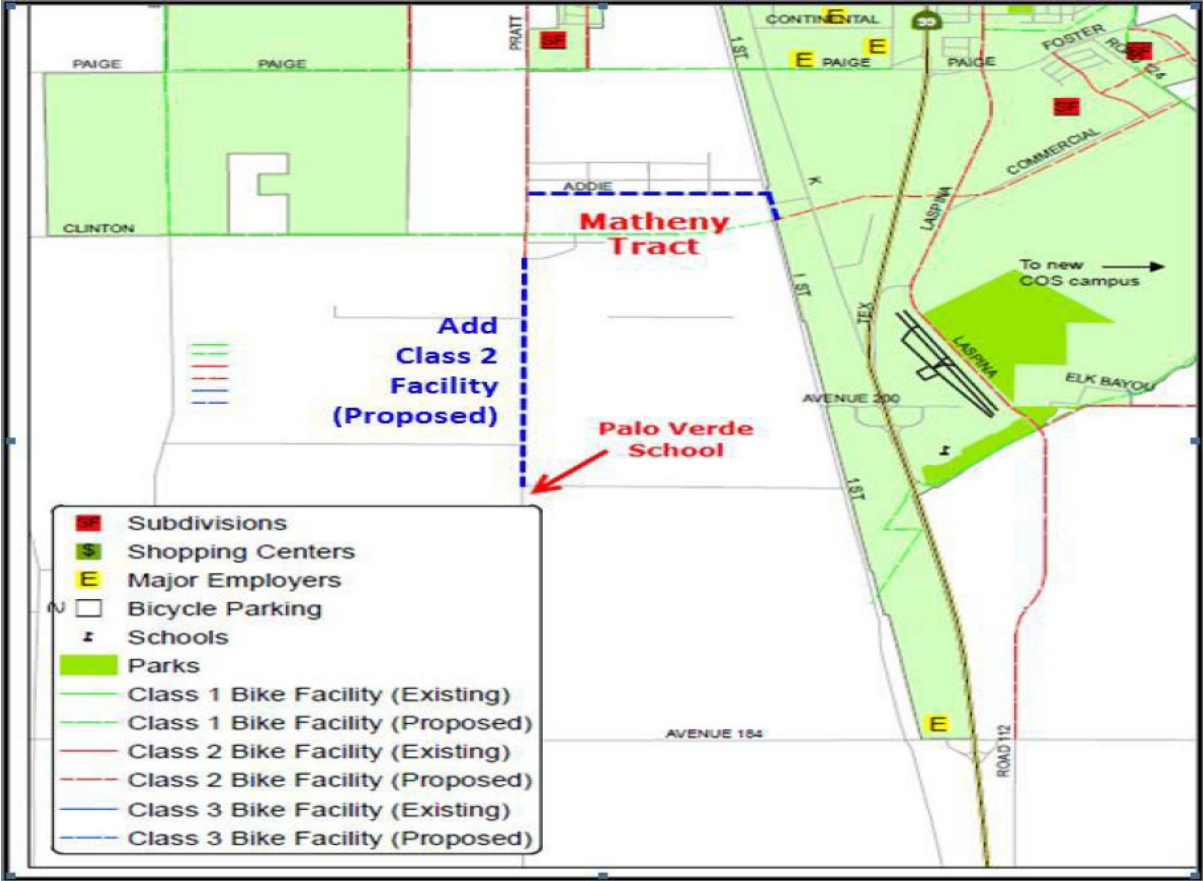 PRATT
SF
I ST
CONTINENTAL
E
99
FOSTER
SF
PAIGE
PAIGE
E
E
PAIGE
PAIGE
SF
COMMERCIAL
ADDIE
K
CLINTON
Matheny
Tract
LASPINA
To new
COS campus
I ST
TEX
Add
Class 2
Facility
(Proposed)
LASPINA
ELK BAYOU
AVENUE 200
Palo Verde
School
I ST
SF Subdivisions
$ Shopping Centers
E Major Employers
Bicycle Parking
2
Schools
Parks
Class 1 Bike Facility (Existing)
Class 1 Bike Facility (Proposed)
Class 2 Bike Facility (Existing)
Class 2 Bike Facility (Proposed)
Class 3 Bike Facility (Existing)
Class 3 Bike Facility (Proposed)
E
AVENUE 184
ROAD 112